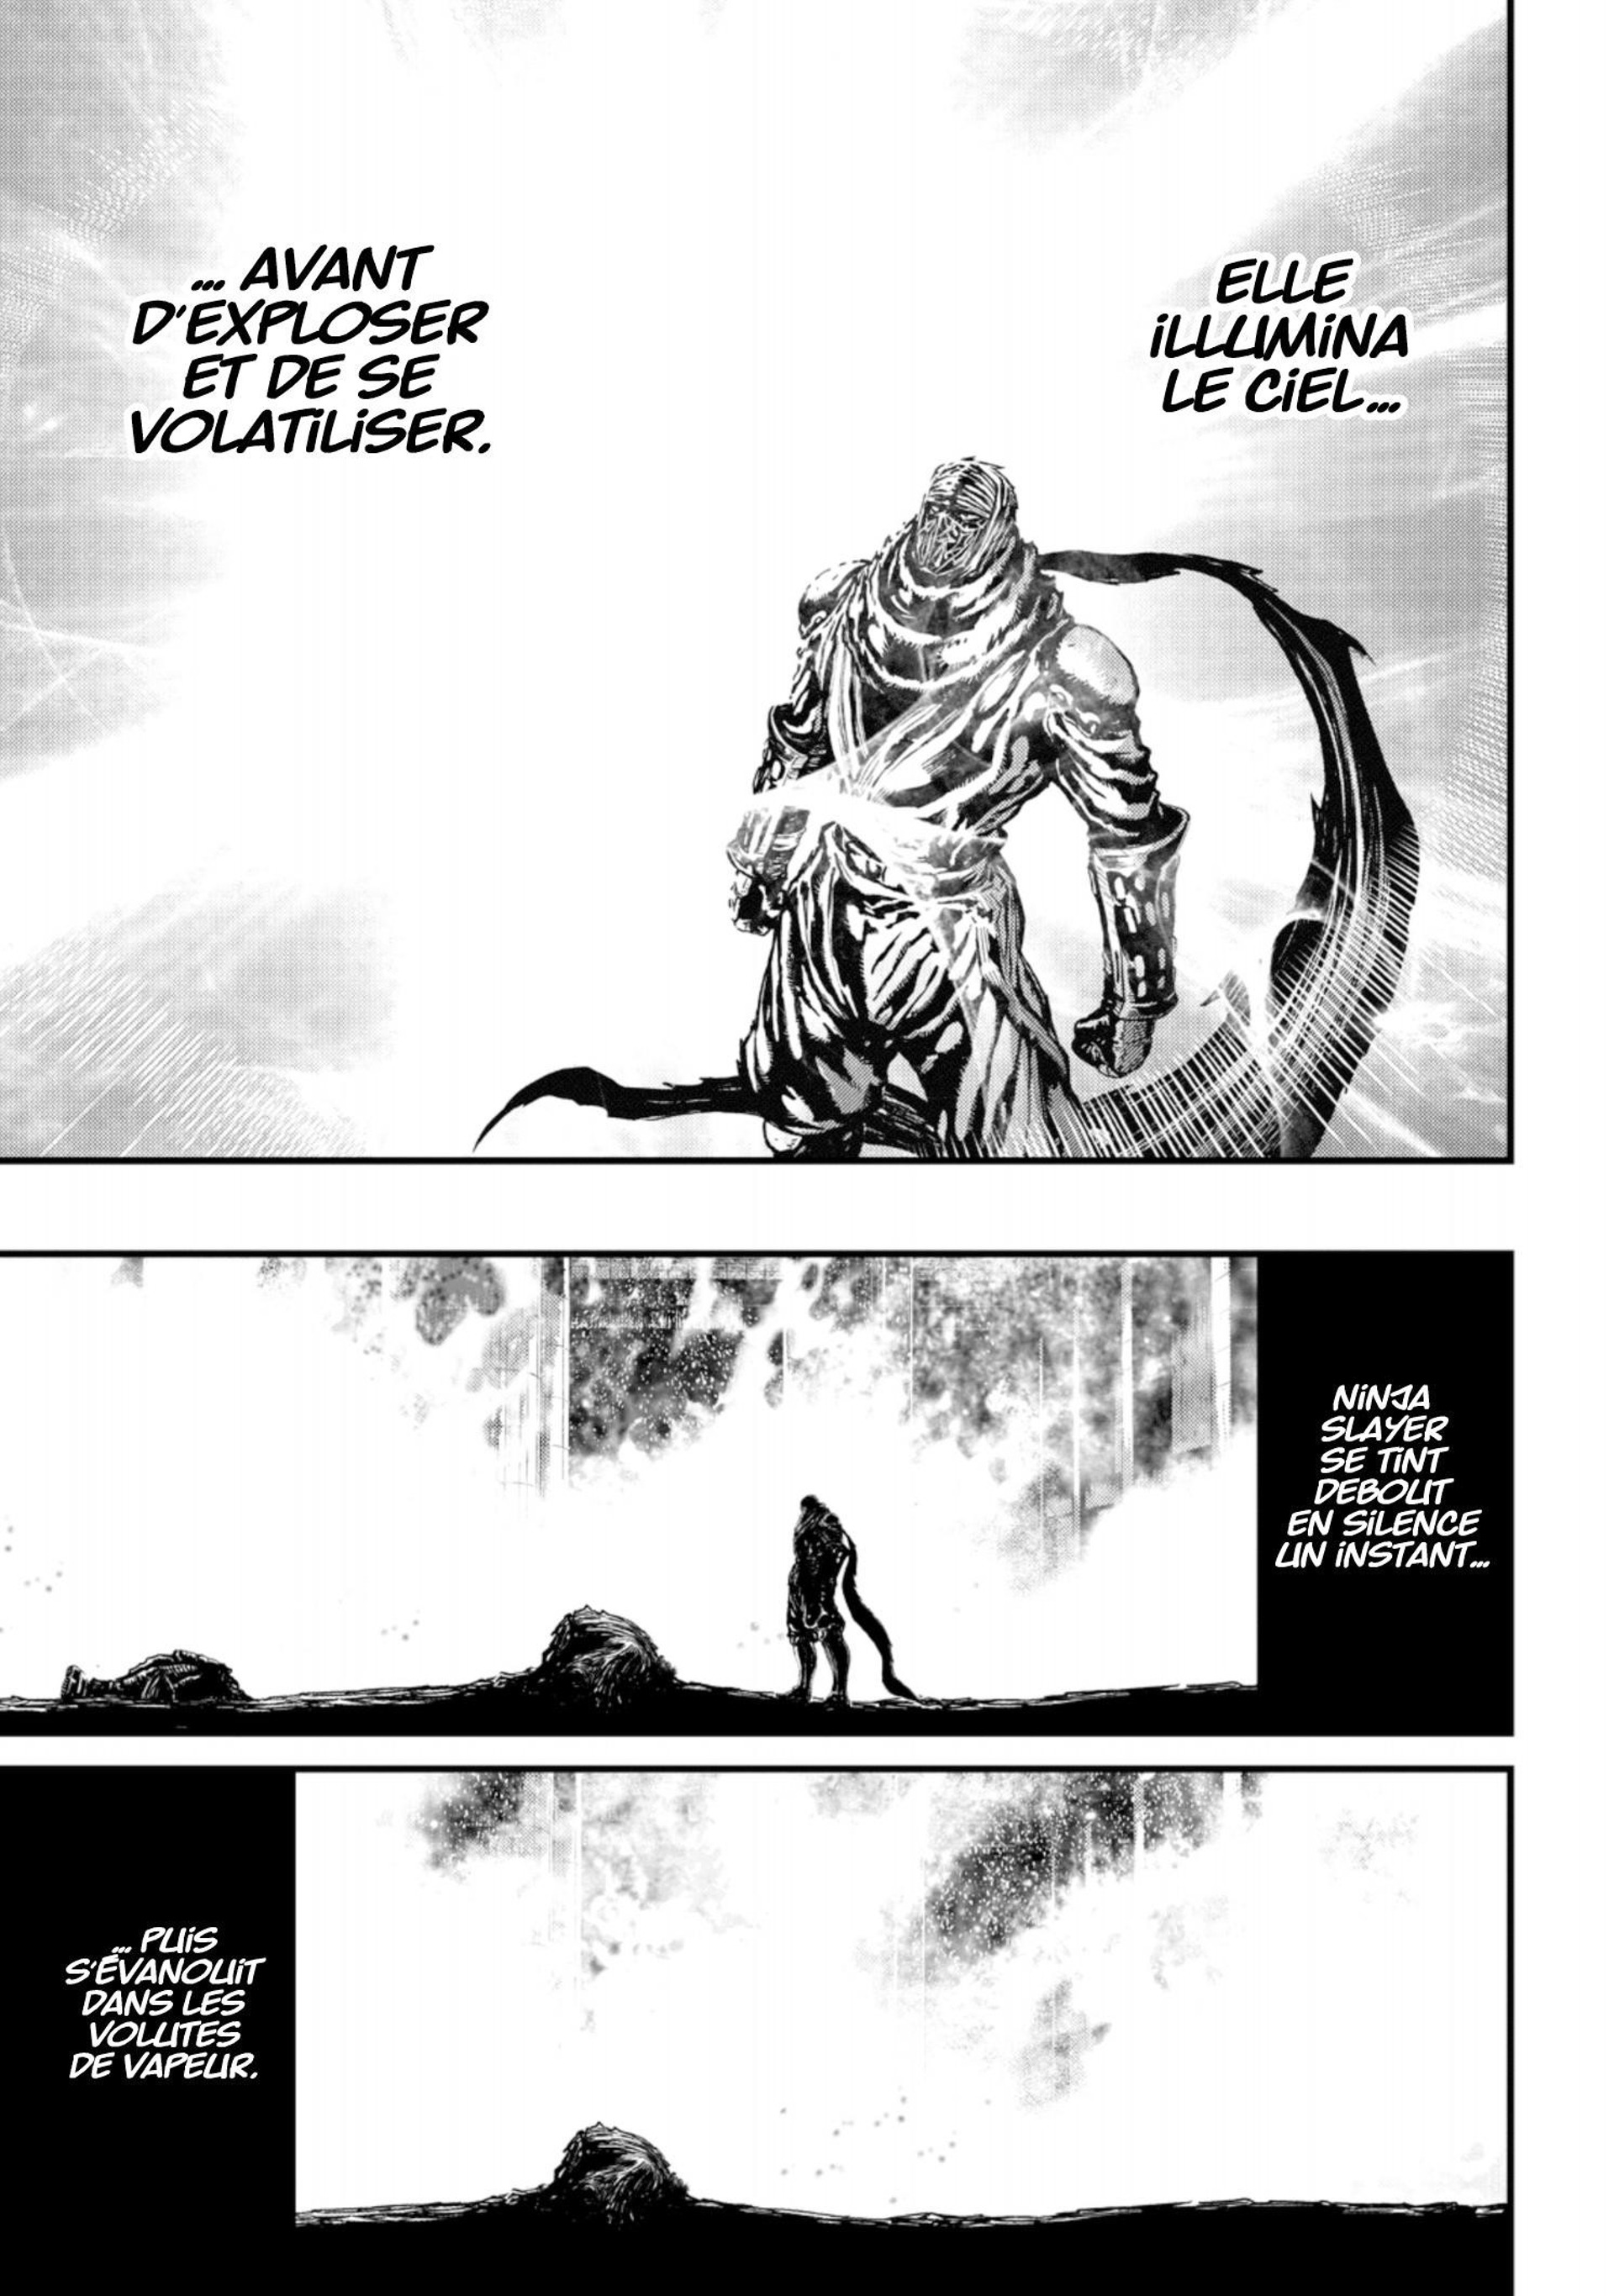 ELLE
ILLUMINA
LE CIEL...
... AVANT
D'EXPLOSER
ET DE SE
VOLATILISER.
NINJA
SLAYER
SE TINT
DEBOUT
EN SILENCE
UN INSTANT...
... PUIS
S'ÉVANOUIT
DANS LES
VOLUTES
DE VAPEUR.